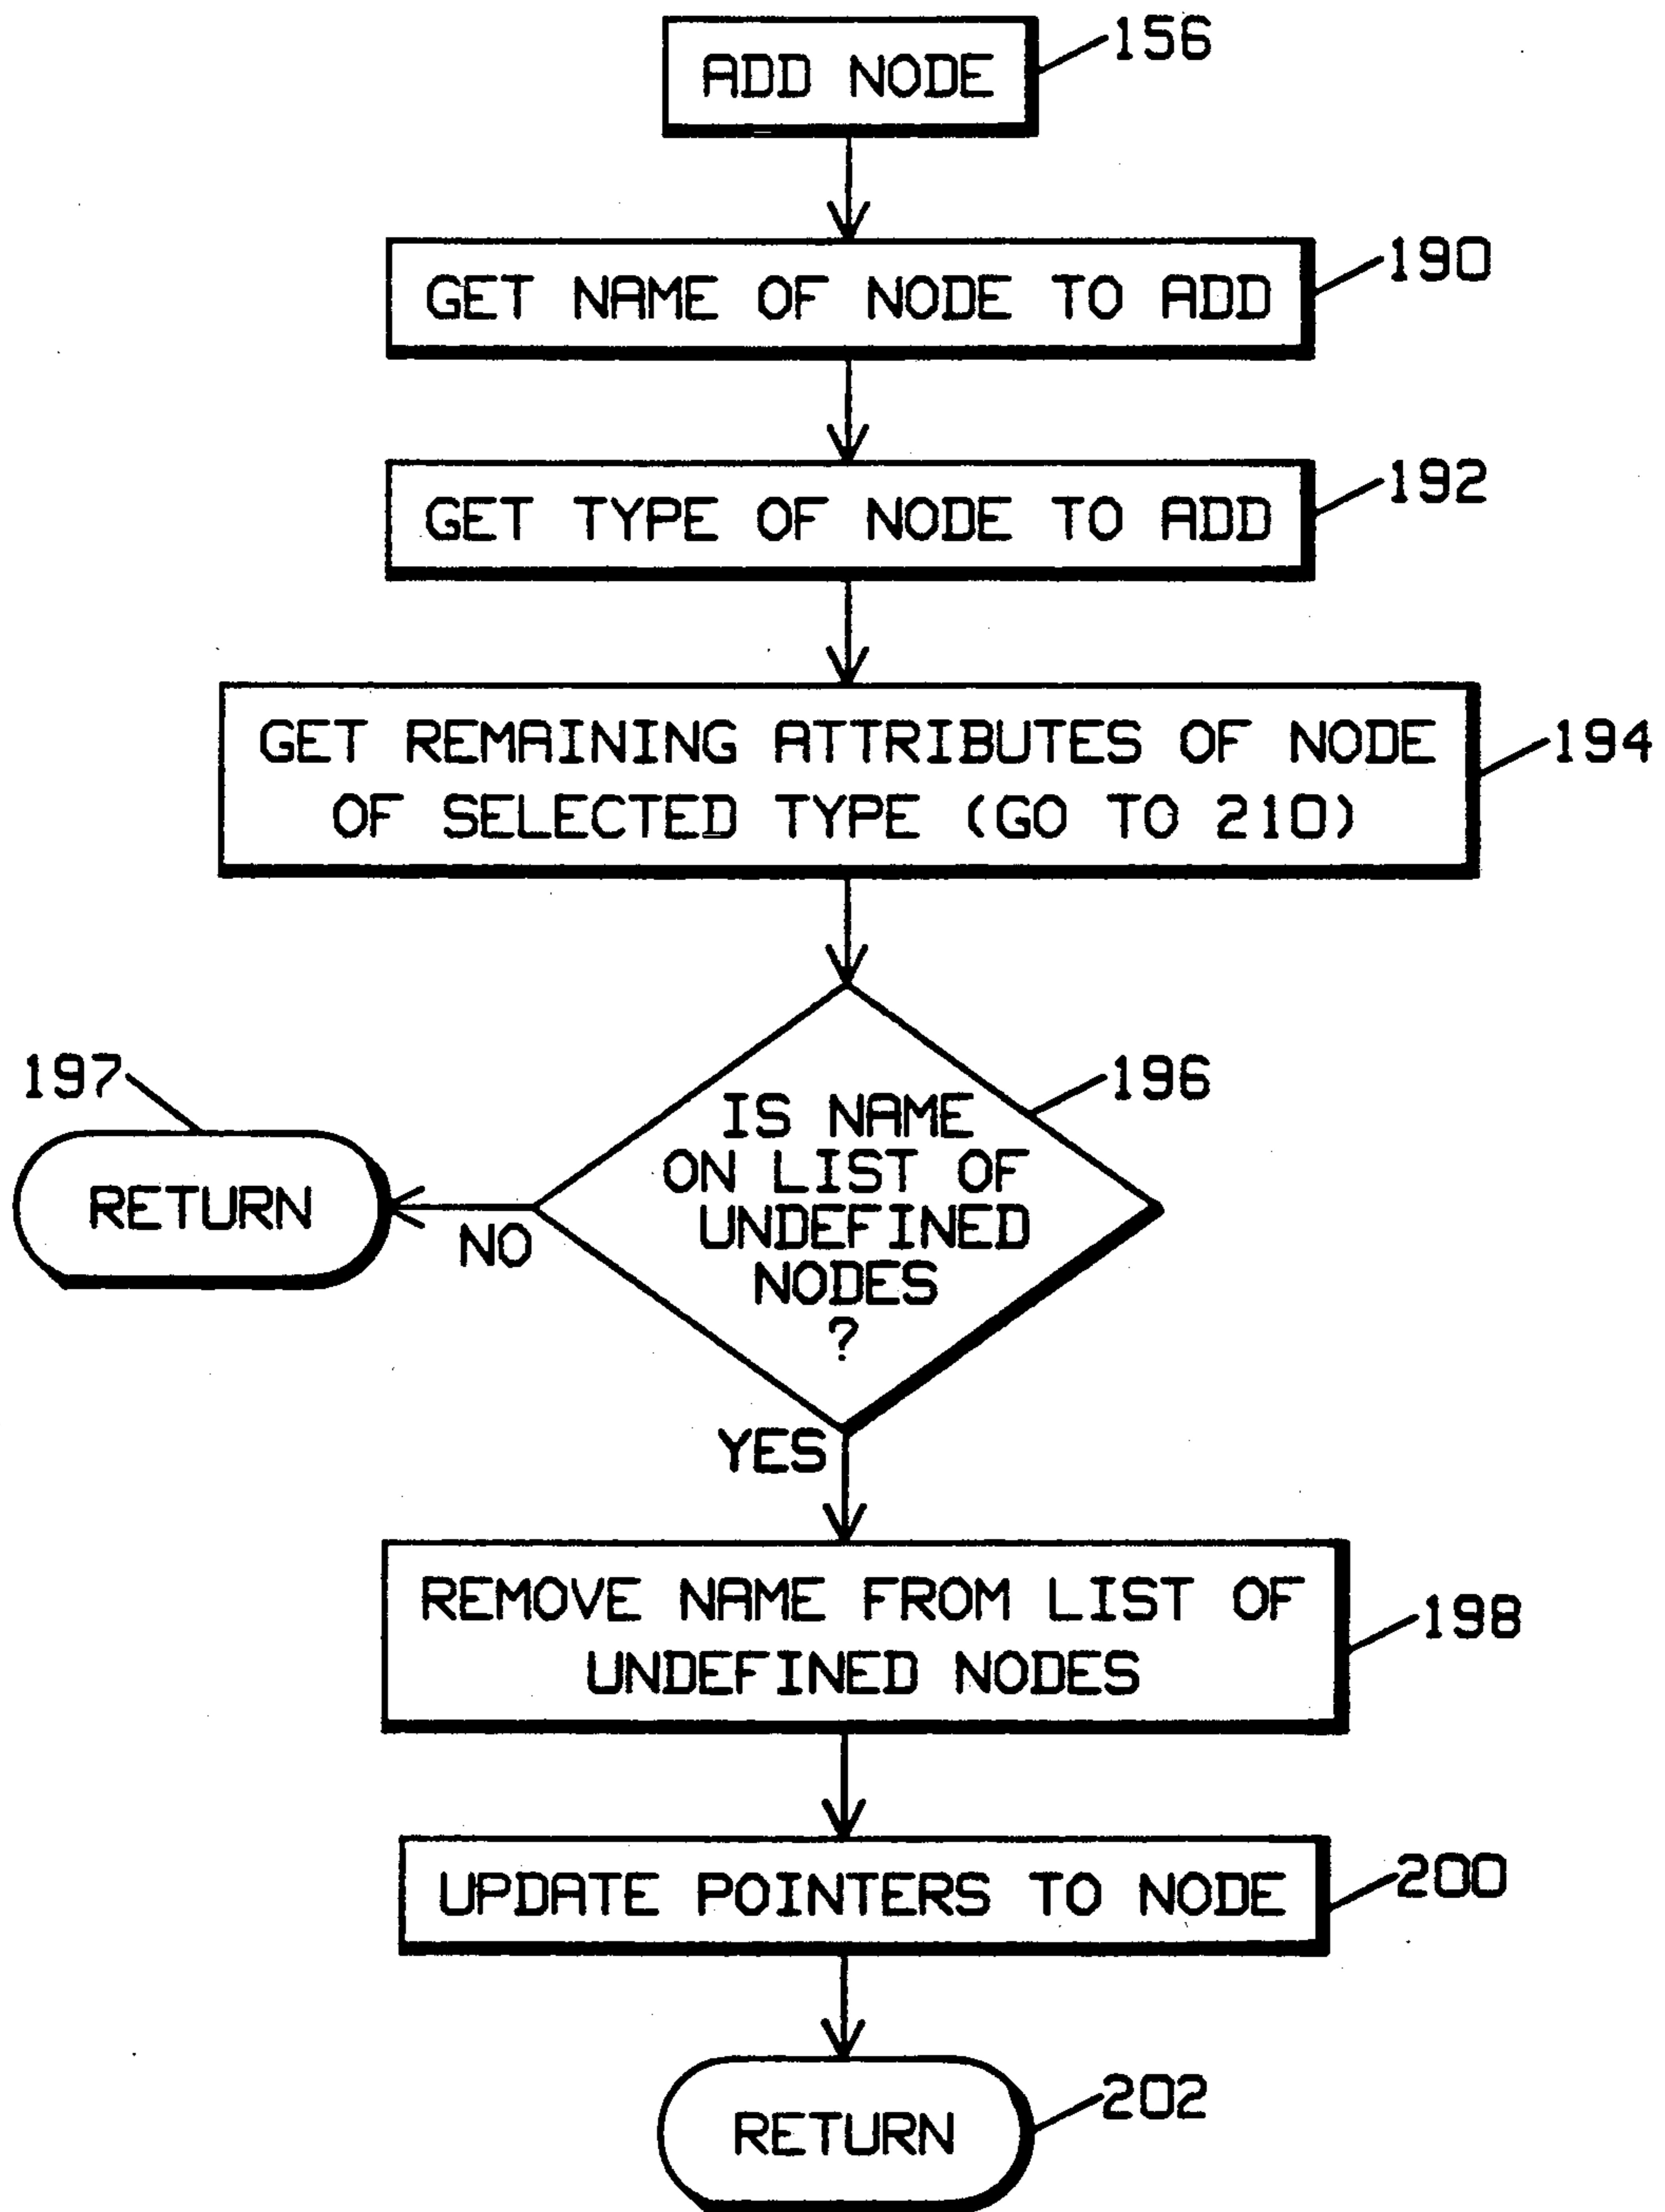 ADD NODE
156
GET NAME OF NODE TO ADD
190
GET TYPE OF NODE TO ADD
192
GET REMAINING ATTRIBUTES OF NODE
OF SELECTED TYPE (GO TO 210)
194
IS NAME
ON LIST OF
UNDEFINED
NODES
?
196
197
RETURN
NO
YES
REMOVE NAME FROM LIST OF
UNDEFINED NODES
198
UPDATE POINTERS TO NODE
200
RETURN
202